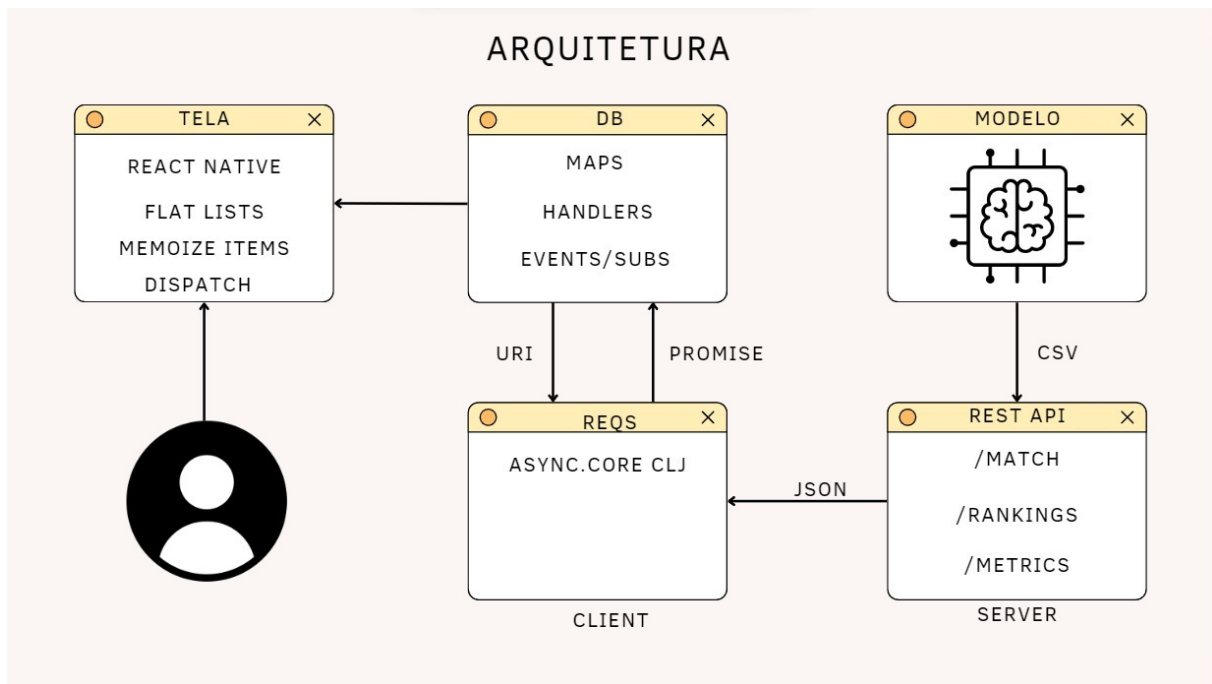 ARQUITETURA
TELA
REACT NATIVE
FLAT LISTS
MEMOIZE ITEMS
DISPATCH
DB
MAPS
HANDLERS
EVENTS/SUBS
MODELO
URI
PROMISE
CSV
REQS
ASYNC.CORE CLJ
CLIENT
JSON
REST API
/MATCH
/RANKINGS
/METRICS
SERVER